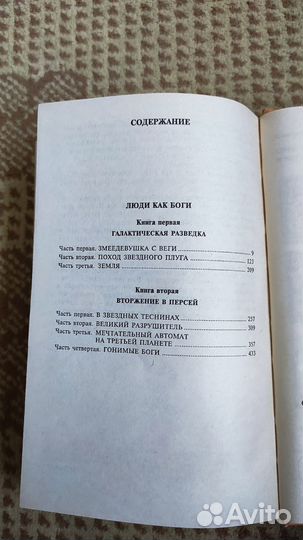 СОДЕРЖАНИЕ
ЛЮДИ КАК БОГИ
Книга первая
ГАЛАКТИЧЕСКАЯ РАЗВЕДКА
Часть первая. ЗМЕЕДЕВУШКА С ВЕГИ 9
Часть вторая. ПОХОД ЗВЕЗДНОГО ПЛУГА 123
Часть третья. ЗЕМЛЯ 209
Книга вторая
ВТОРЖЕНИЕ В ПЕРСЕЙ
Часть первая. В ЗВЕЗДНЫХ ТЕСНИНАХ 257
Часть вторая. ВЕЛИКИЙ РАЗРУШИТЕЛЬ 309
Часть третья. МЕЧТАТЕЛЬНЫЙ АВТОМАТ
НА ТРЕТЬЕЙ ПЛАНЕТЕ 357
Часть четвертая. ГОНИМЫЕ БОГИ 433
Avito